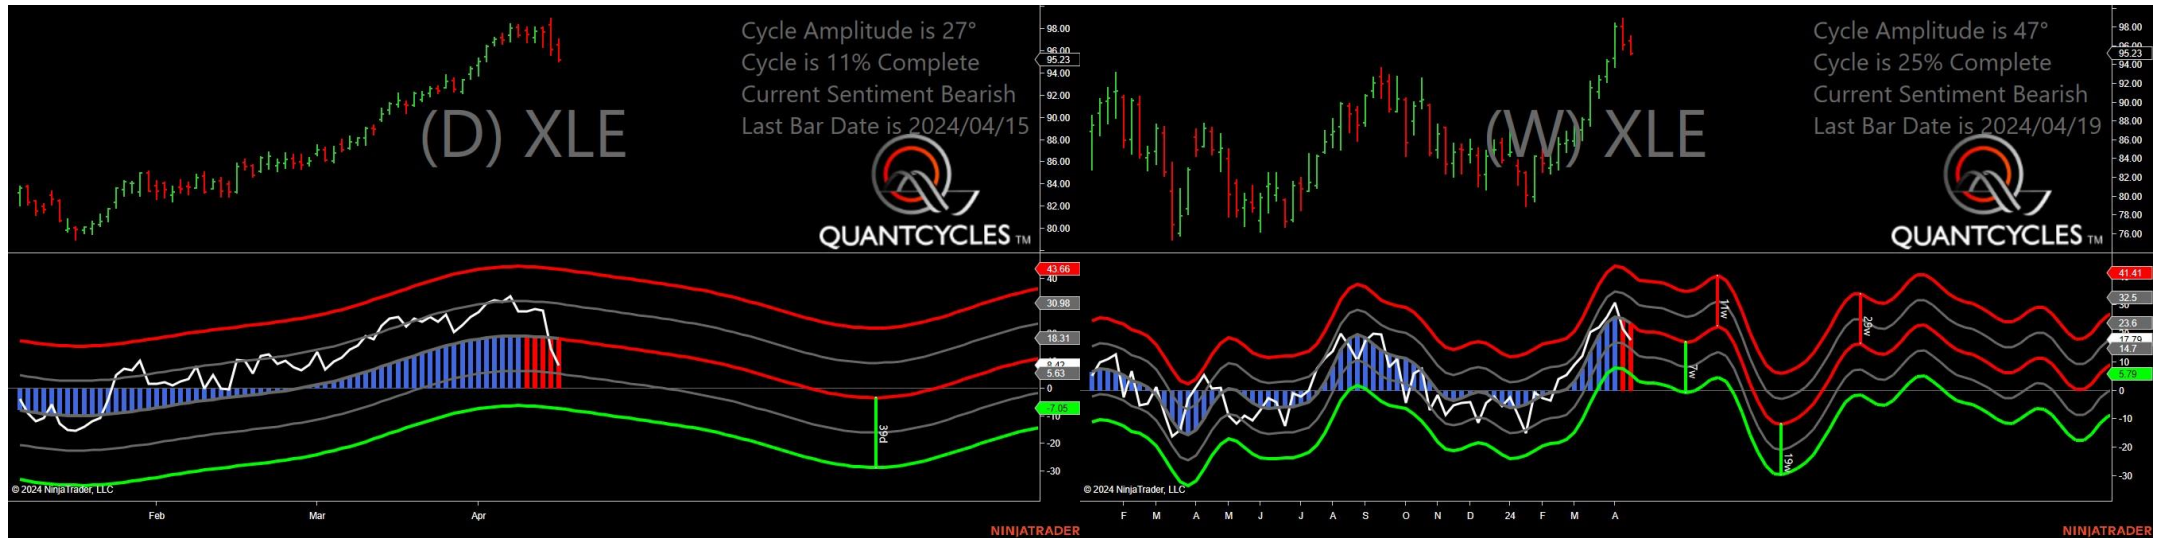 Cycle Amplitude is 27°
Cycle is 11% Complete
Current Sentiment Bearish
Last Bar Date is 2024/04/15
(D) XLE
QUANTCYCLES TM
98.00
96.00
95.23
94.00
92.00
90.00
88.00
86.00
84.00
82.00
80.00
43.66
40
30.98
18.31
5.63
0
-7.05
-20
-30
39d
© 2024 NinjaTrader, LLC
Feb Mar Apr
NINJATRADER
Cycle Amplitude is 47°
Cycle is 25% Complete
Current Sentiment Bearish
Last Bar Date is 2024/04/19
(W) XLE
QUANTCYCLES TM
98.00
95.23
94.00
92.00
90.00
88.00
86.00
84.00
82.00
80.00
78.00
76.00
41.41
32.5
23.6
17.79
14.7
10
5.79
0
-10
-20
-30
11w
29w
7w
19w
© 2024 NinjaTrader, LLC
F M A M J J A S O N D 24 F M A
NINJATRADER